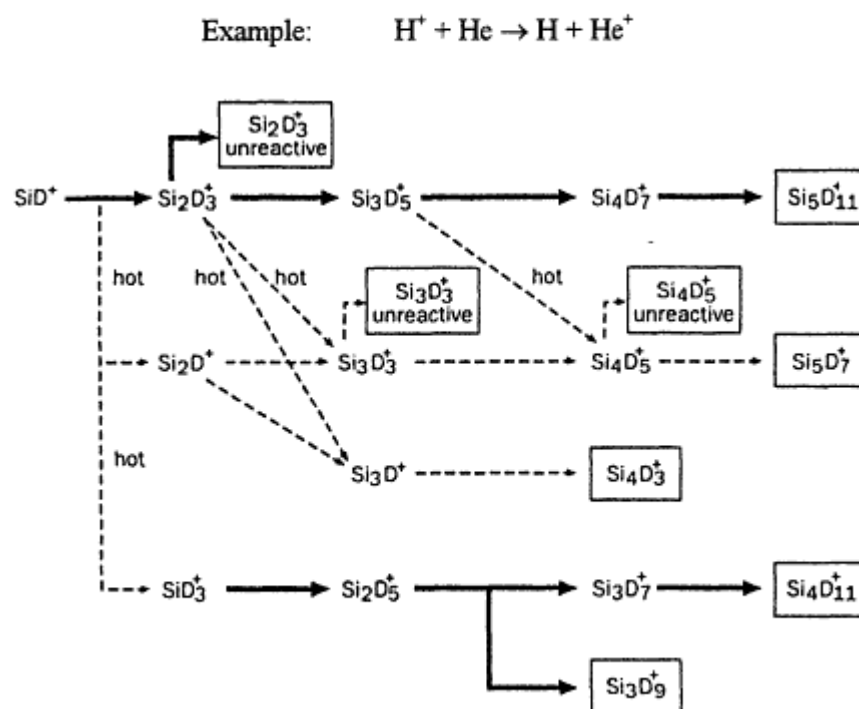 Example: H⁺ + He → H + He⁺
Si₂D₃⁺
unreactive
SiD⁺ Si₂D₃⁺ Si₃D₅⁺ Si₄D₇⁺ Si₅D₁₁⁺
hot hot hot hot
Si₃D₃⁺
unreactive
Si₄D₅⁺
unreactive
Si₂D⁺ Si₃D₃⁺ Si₄D₅⁺ Si₅D₇⁺
hot
Si₃D⁺ Si₄D₃⁺
SiD₃⁺ Si₂D₅⁺ Si₃D₇⁺ Si₄D₁₁⁺
Si₃D₉⁺